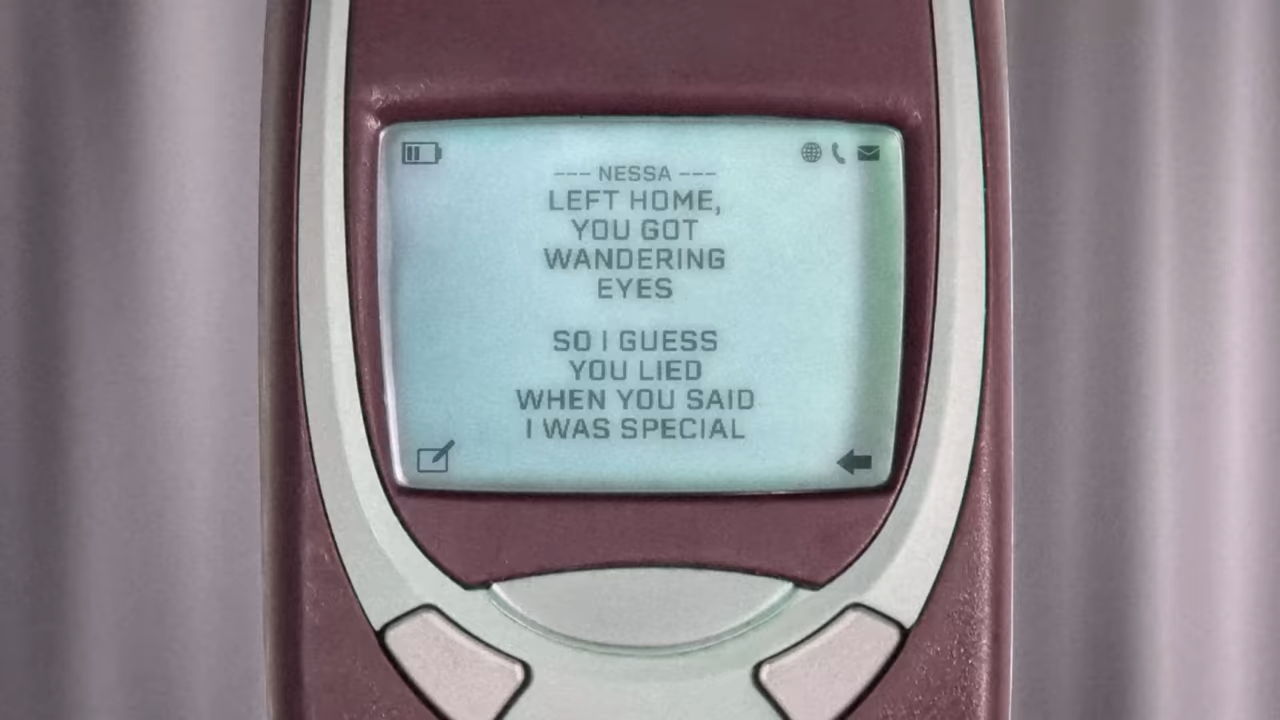 --- NESSA ---
LEFT HOME,
YOU GOT
WANDERING
EYES
SO I GUESS
YOU LIED
WHEN YOU SAID
I WAS SPECIAL